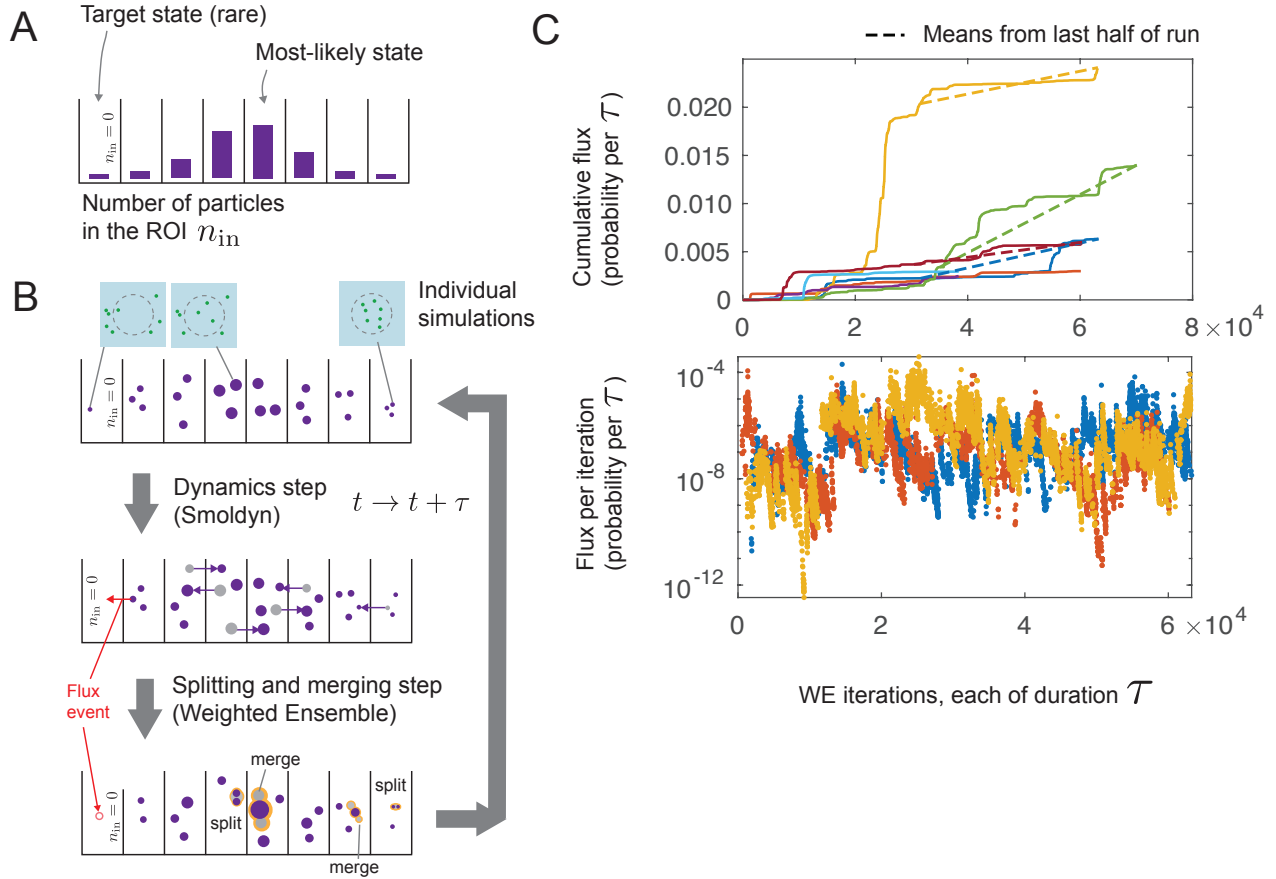 A
Target state (rare)
Most-likely state
n_in = 0
Number of particles
in the ROI n_in
B
Individual
simulations
n_in = 0
Dynamics step
(Smoldyn)
t → t + τ
n_in = 0
Flux
event
Splitting and merging step
(Weighted Ensemble)
merge
split
split
n_in = 0
merge
C
Means from last half of run
Cumulative flux
(probability per τ)
0.020
0.015
0.010
0.005
0
0
2
4
6
8 × 10⁴
Flux per iteration
(probability per τ)
10⁻⁴
10⁻⁸
10⁻¹²
0
2
4
6 × 10⁴
WE iterations, each of duration τ